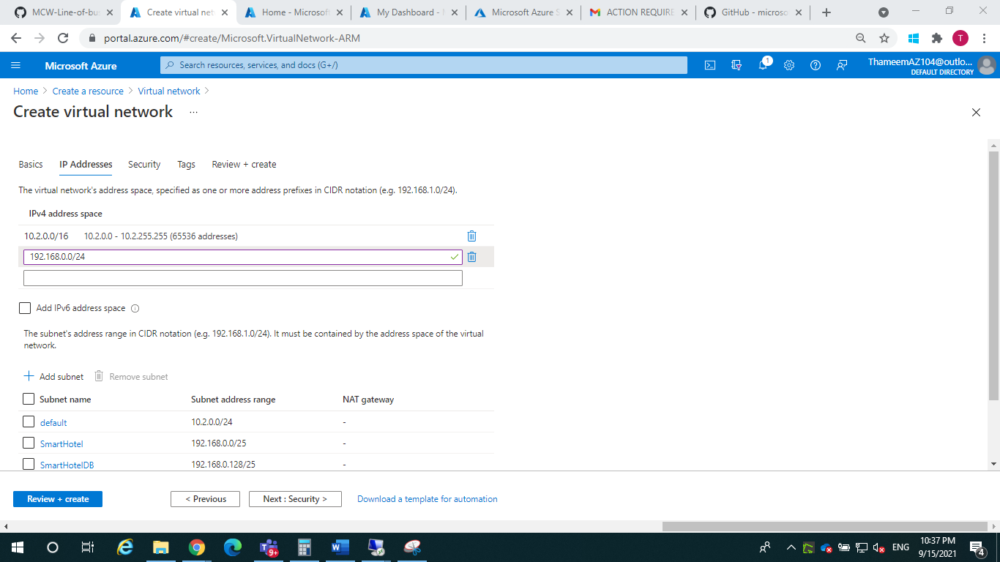 MCW-Line-of-bu
Create virtual net
Home - Microsof
My Dashboard -
Microsoft Azure S
ACTION REQUIRE
GitHub - microso
portal.azure.com/#create/Microsoft.VirtualNetwork-ARM
T
Microsoft Azure
Search resources, services, and docs (G+/)
1
ThameemAZ104@outlo...
DEFAULT DIRECTORY
Home > Create a resource > Virtual network >
Create virtual network ...
Basics
IP Addresses
Security
Tags
Review + create
The virtual network's address space, specified as one or more address prefixes in CIDR notation (e.g. 192.168.1.0/24).
IPv4 address space
10.2.0.0/16 10.2.0.0 - 10.2.255.255 (65536 addresses)
192.168.0.0/24
Add IPv6 address space
The subnet's address range in CIDR notation (e.g. 192.168.1.0/24). It must be contained by the address space of the virtual
network.
Add subnet
Remove subnet
Subnet name Subnet address range NAT gateway
default 10.2.0.0/24 -
SmartHotel 192.168.0.0/25 -
SmartHotelDB 192.168.0.128/25 -
Review + create
< Previous
Next : Security >
Download a template for automation
9+
ENG
10:37 PM
9/15/2021
4